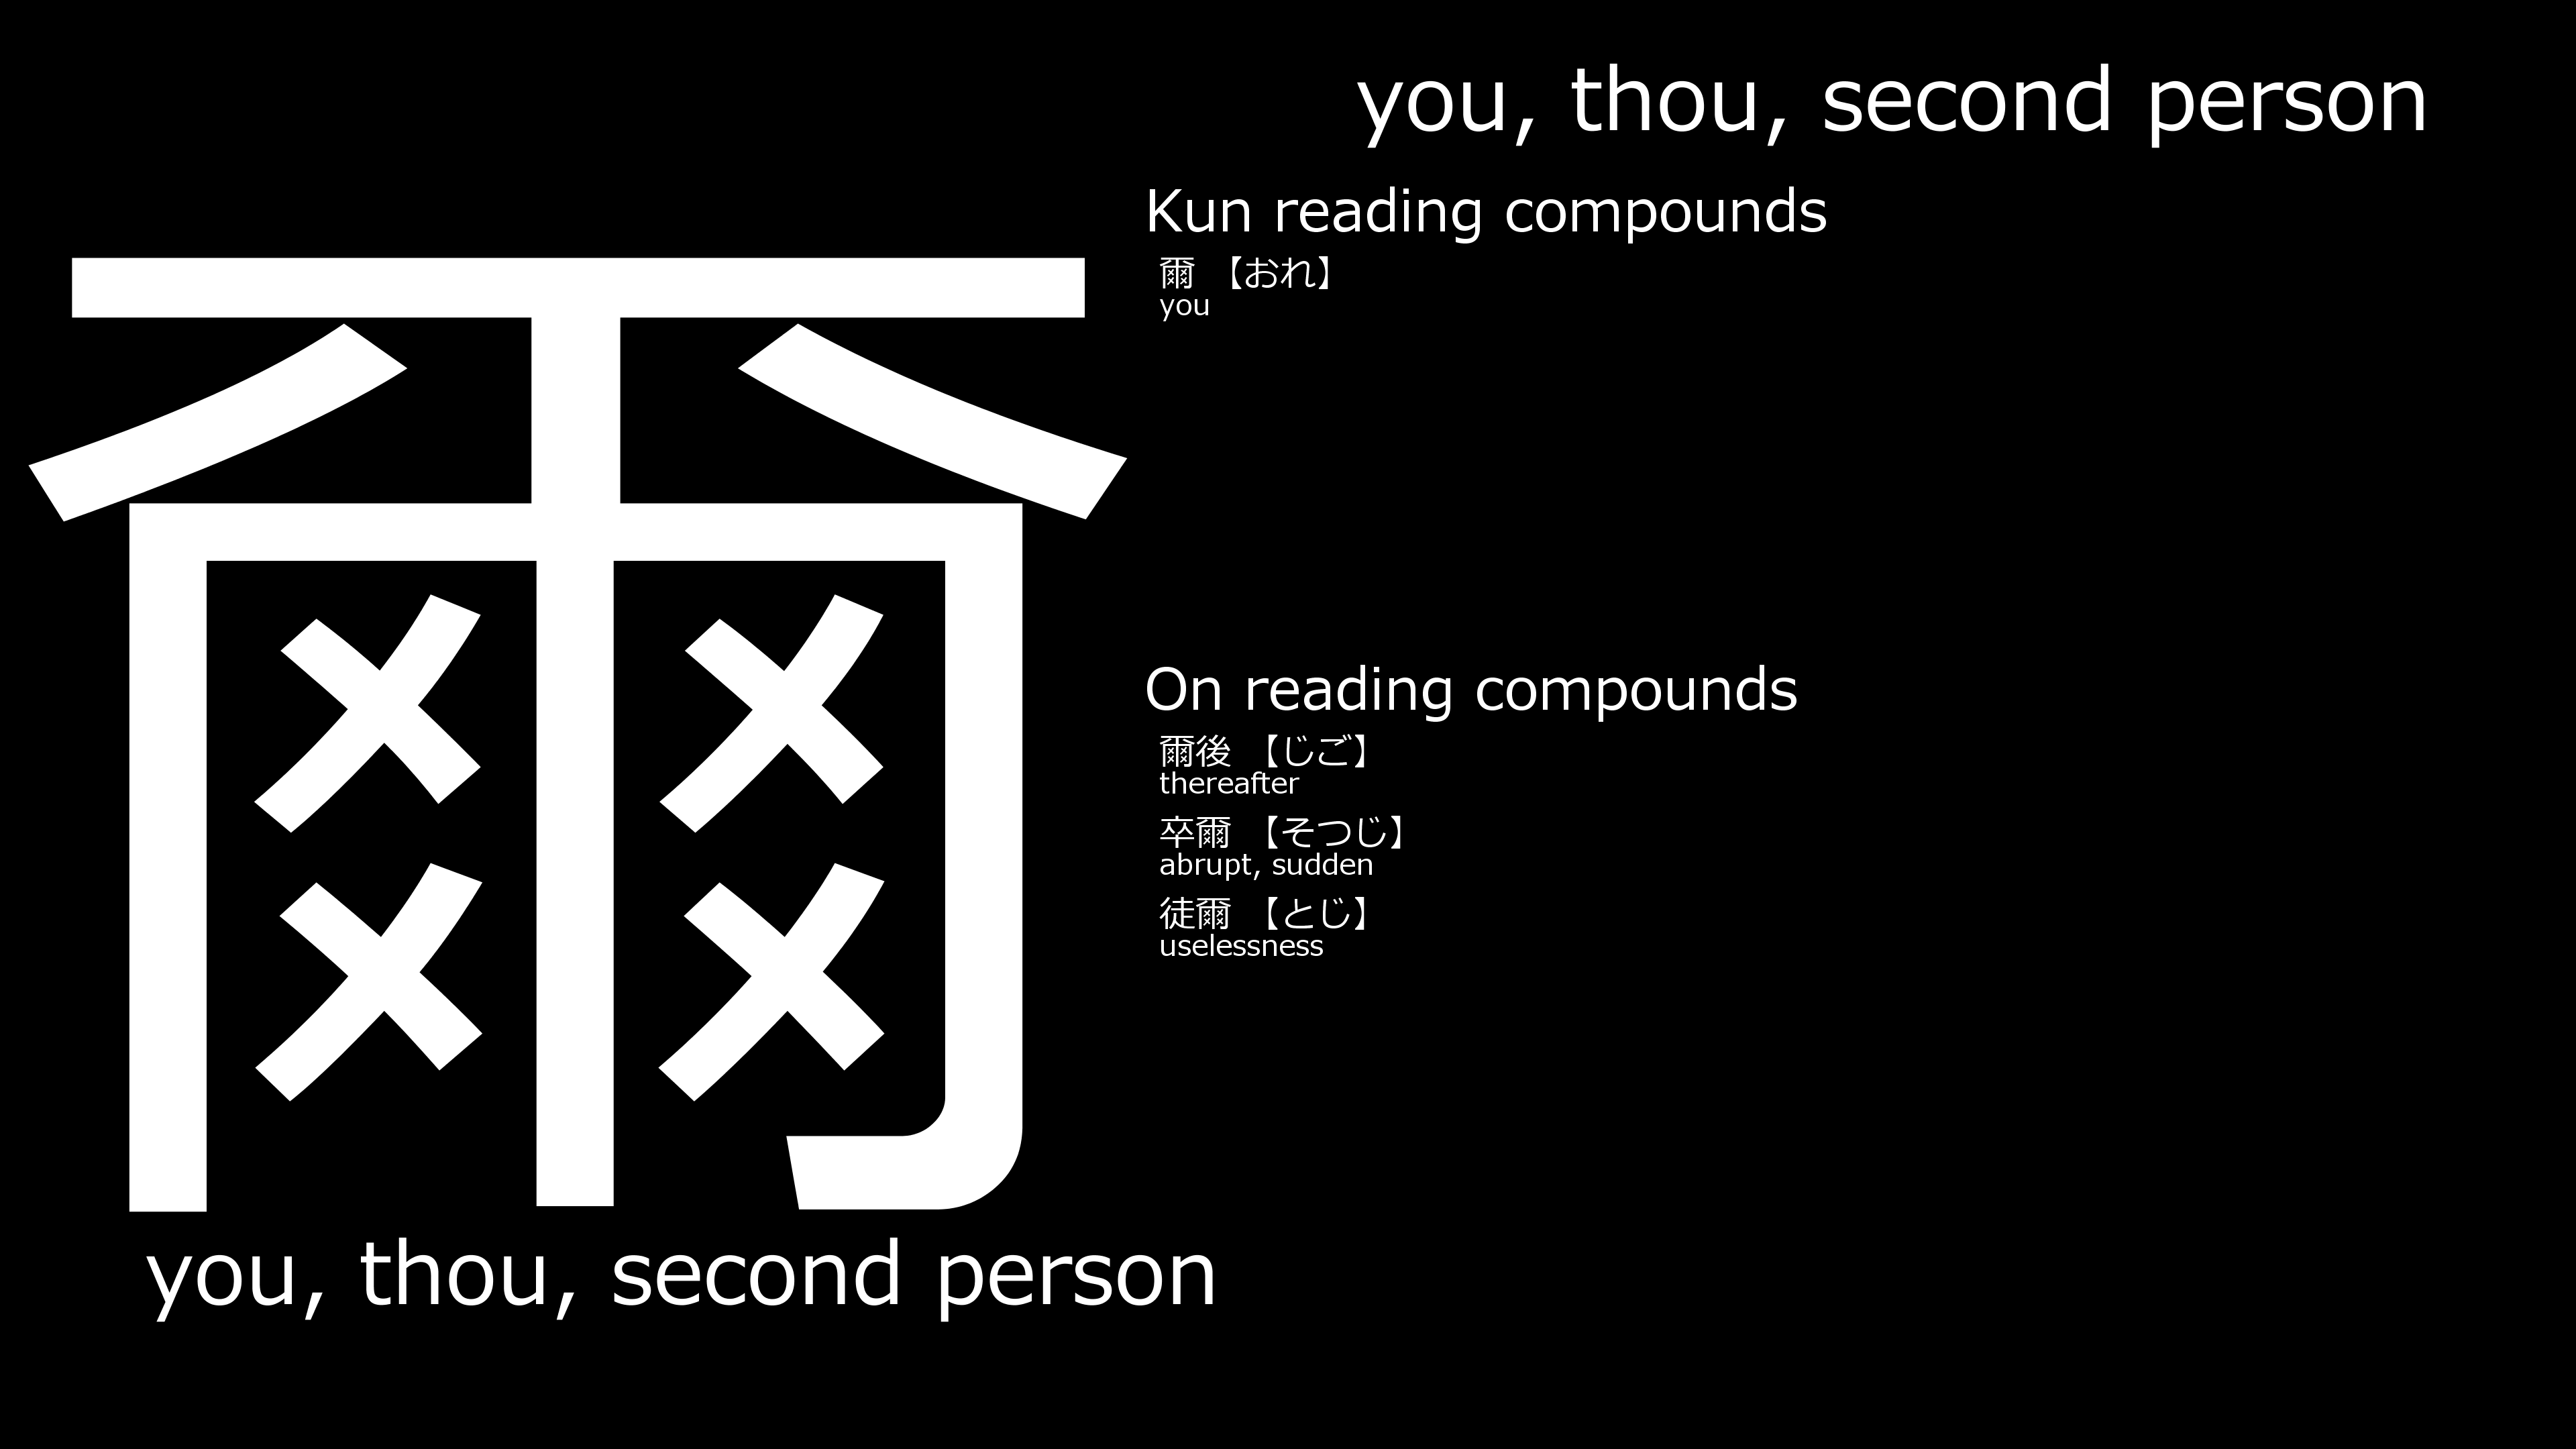 爾
you, thou, second person
you, thou, second person
Kun reading compounds
爾 【おれ】
you
On reading compounds
爾後 【じご】
thereafter
卒爾 【そつじ】
abrupt, sudden
徒爾 【とじ】
uselessness